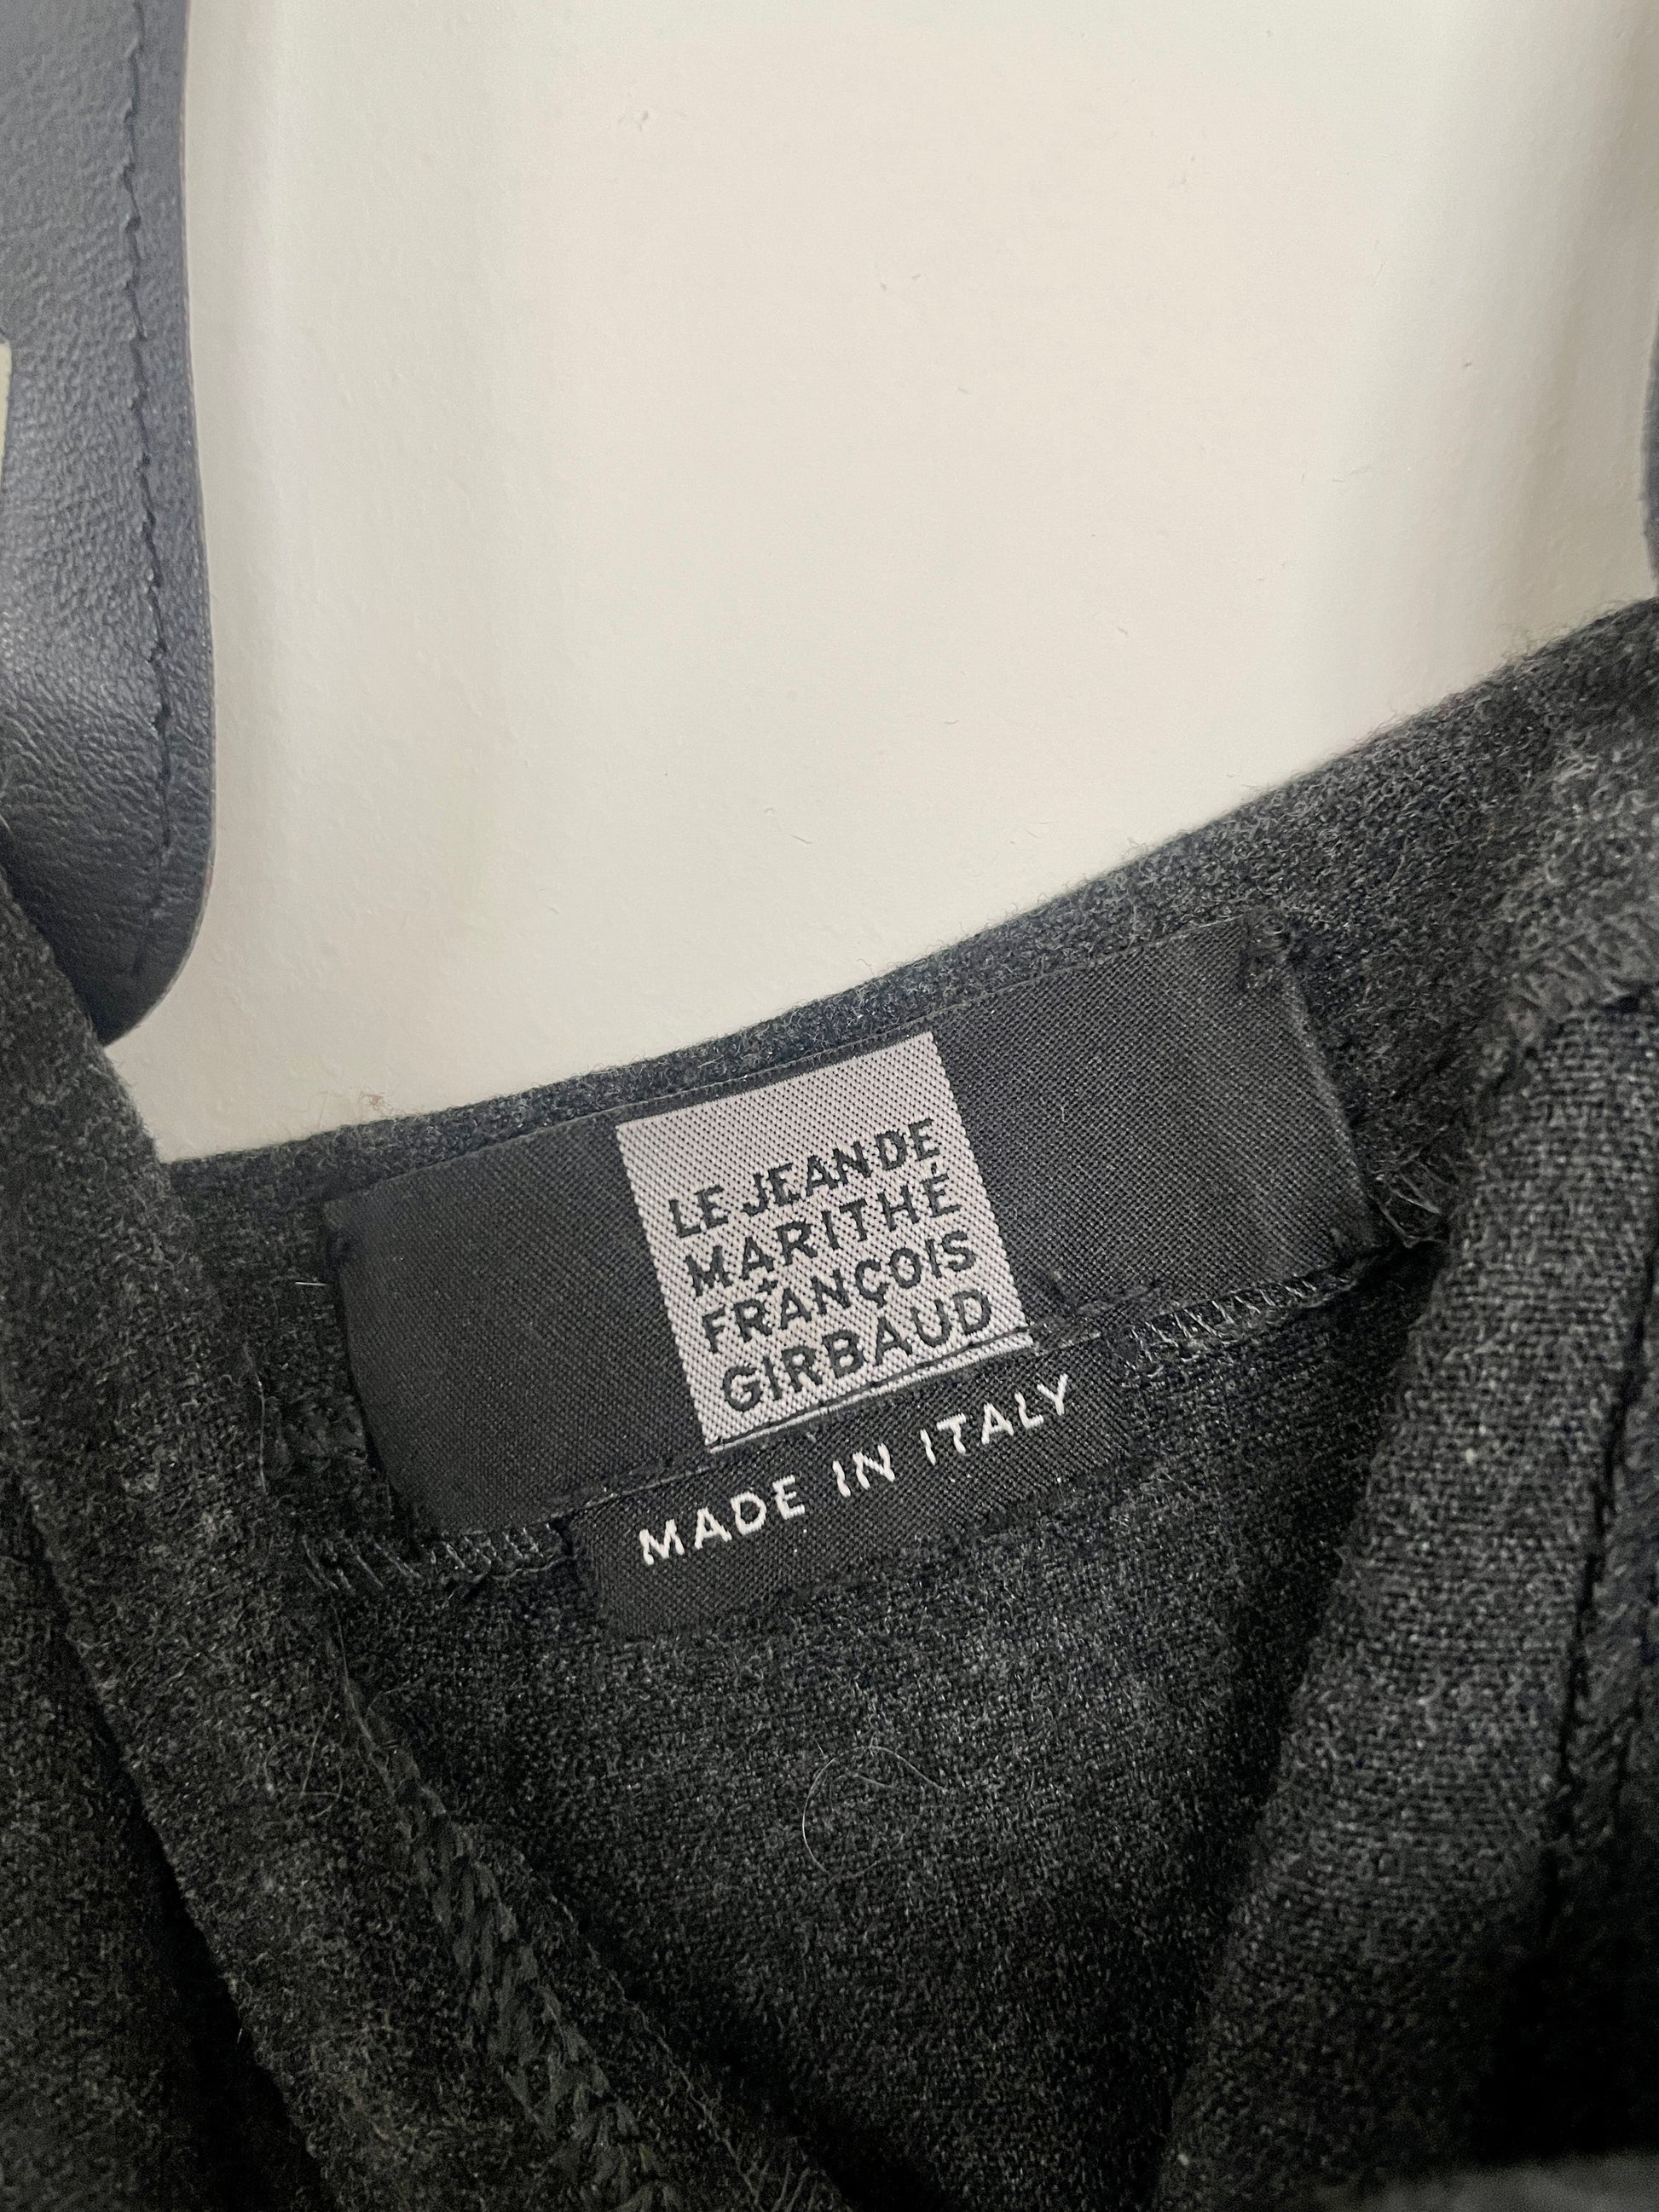 LE JEAN DE
MARITHÉ
FRANÇOIS
GIRBAUD
MADE IN ITALY